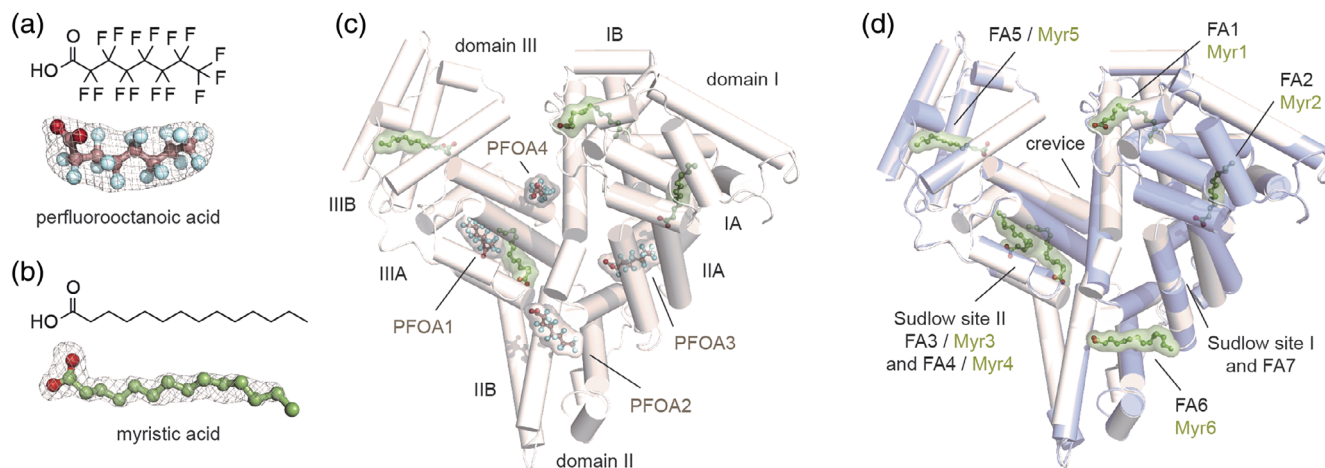 (a)
O
HO
F F F F F F F
F
F
F
F F F F F F
perfluorooctanoic acid
(b)
O
HO
myristic acid
(c)
domain III
IB
domain I
PFOA4
IIIB
IA
IIIA
IIA
PFOA1
PFOA3
IIB
PFOA2
domain II
(d)
FA5 / Myr5
FA1
Myr1
FA2
Myr2
crevice
Sudlow site II
FA3 / Myr3
and FA4 / Myr4
Sudlow site I
and FA7
FA6
Myr6